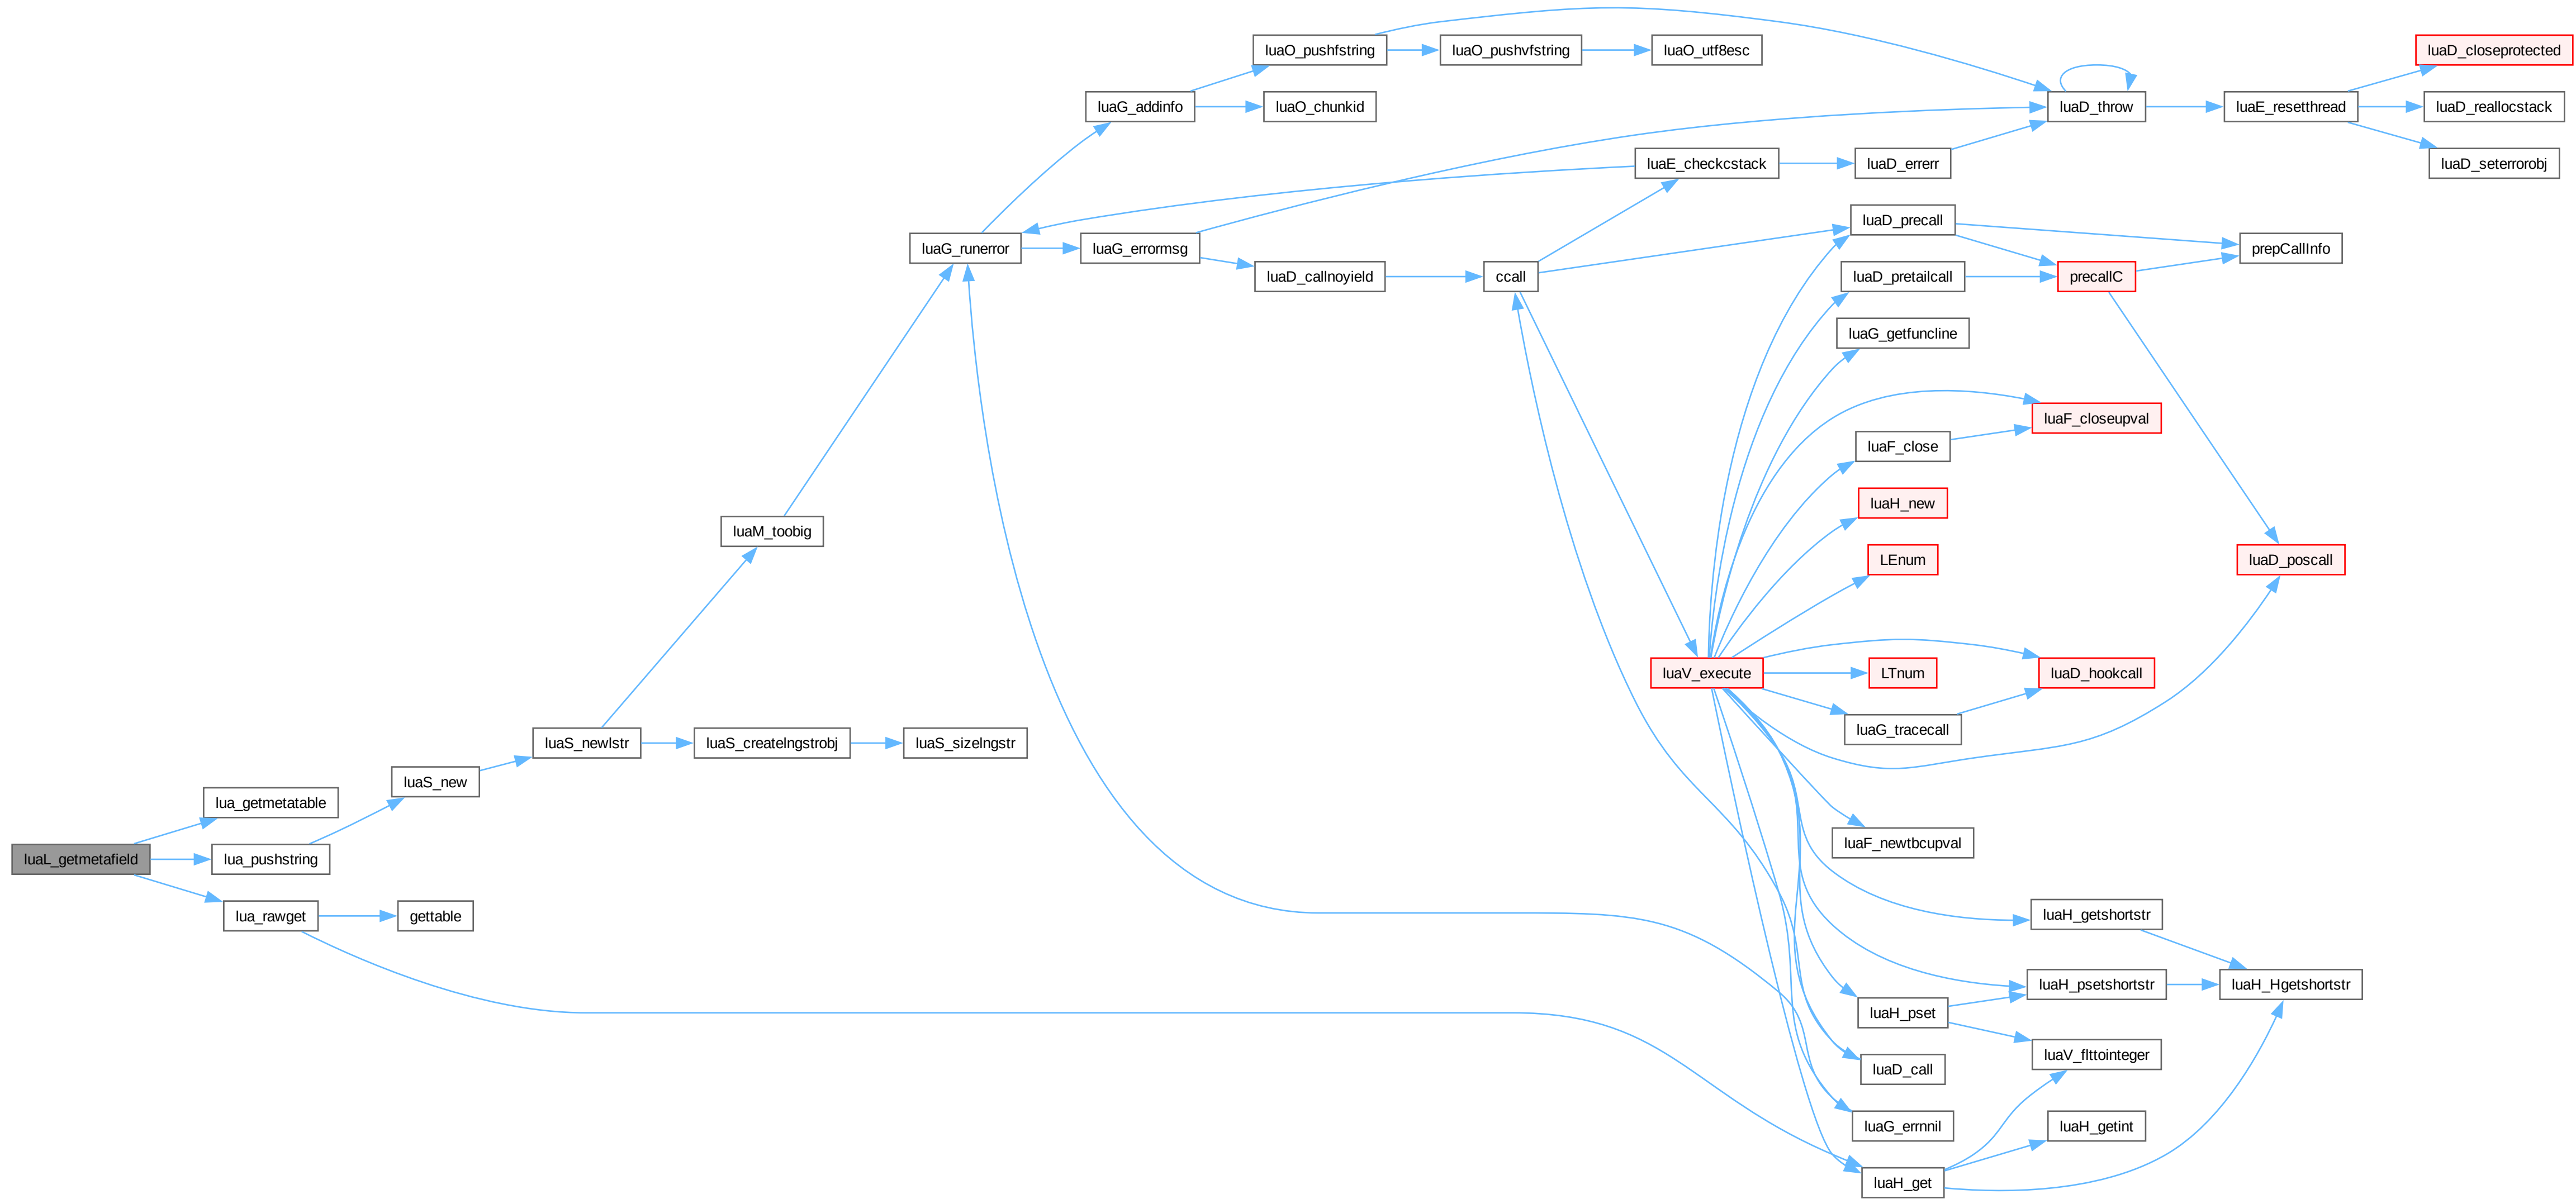 luaD_closeprotected
luaO_pushfstring
luaO_pushvfstring
luaO_utf8esc
luaG_addinfo
luaO_chunkid
luaD_throw
luaE_resetthread
luaD_reallocstack
luaE_checkcstack
luaD_errerr
luaD_seterrorobj
luaD_precall
luaG_runerror
luaG_errormsg
prepCallInfo
luaD_callnoyield
ccall
luaD_pretailcall
precallC
luaG_getfuncline
luaF_closeupval
luaF_close
luaH_new
luaM_toobig
LEnum
luaD_poscall
luaV_execute
LTnum
luaD_hookcall
luaG_tracecall
luaS_newlstr
luaS_createlngstrobj
luaS_sizelngstr
luaS_new
lua_getmetatable
luaF_newtbcupval
luaL_getmetafield
lua_pushstring
lua_rawget
gettable
luaH_getshortstr
luaH_psetshortstr
luaH_Hgetshortstr
luaH_pset
luaV_flttointeger
luaD_call
luaG_errnnil
luaH_getint
luaH_get